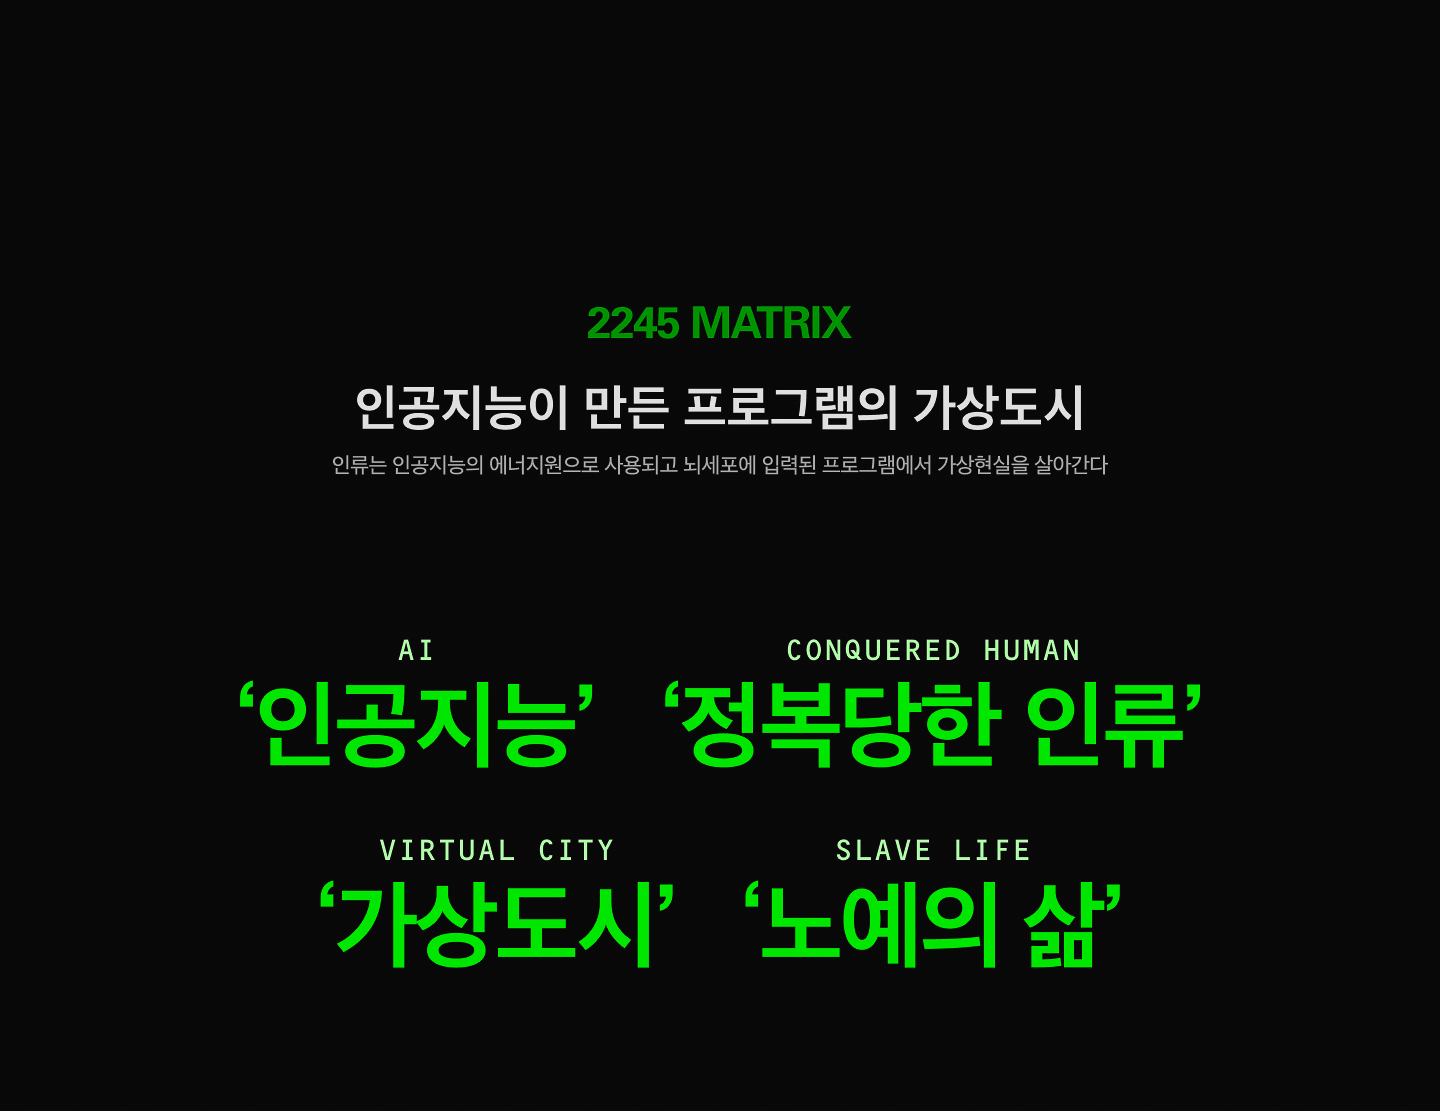 2245 MATRIX
인공지능이 만든 프로그램의 가상도시
인류는 인공지능의 에너지원으로 사용되고 뇌세포에 입력된 프로그램에서 가상현실을 살아간다
AI CONQUERED HUMAN
‘인공지능’ ‘정복당한 인류’
VIRTUAL CITY SLAVE LIFE
‘가상도시’ ‘노예의 삶’